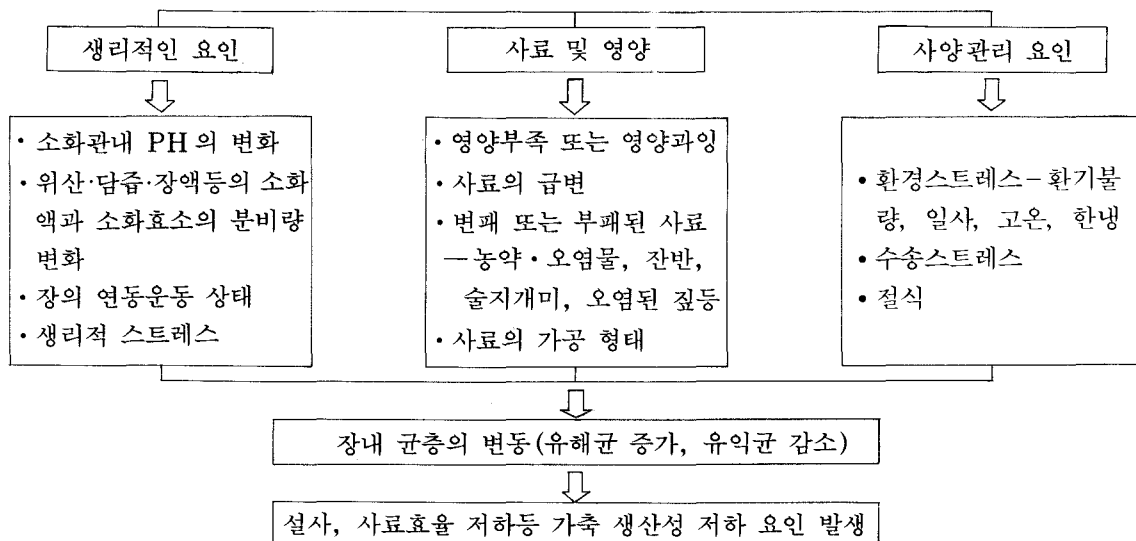 생리적인 요인
사료 및 영양
사양관리 요인
· 소화관내 PH의 변화
· 위산·담즙·장액등의 소화
액과 소화효소의 분비량
변화
· 장의 연동운동 상태
· 생리적 스트레스
· 영양부족 또는 영양과잉
· 사료의 급변
· 변패 또는 부패된 사료
—농약·오염물, 잔반,
술지개미, 오염된 짚등
· 사료의 가공 형태
· 환경스트레스-환기불
량, 일사, 고온, 한냉
· 수송스트레스
· 절식
장내 균층의 변동(유해균 증가, 유익균 감소)
설사, 사료효율 저하등 가축 생산성 저하 요인 발생